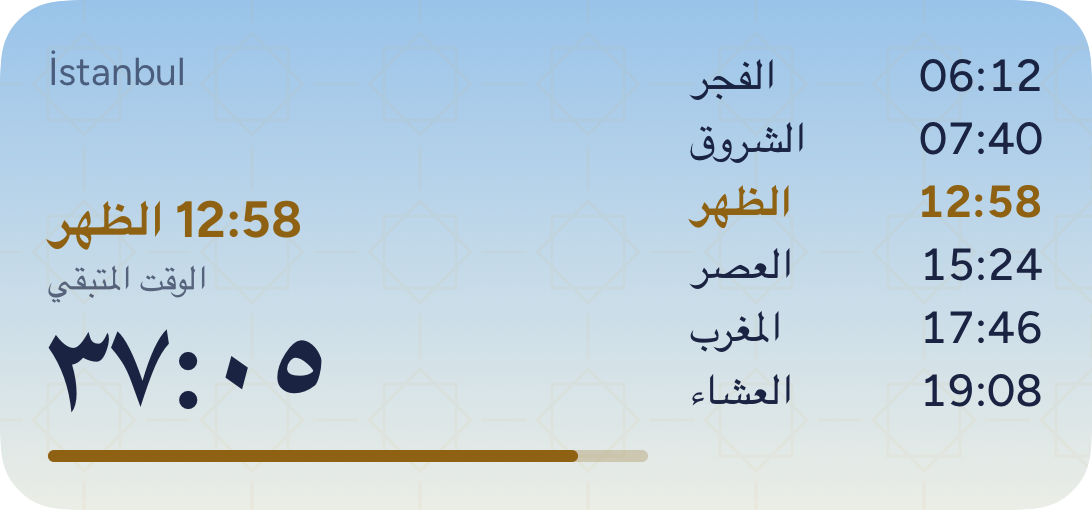 İstanbul
12:58 الظهر
الوقت المتبقي
٣٧:٠٥
الفجر 06:12
الشروق 07:40
الظهر 12:58
العصر 15:24
المغرب 17:46
العشاء 19:08